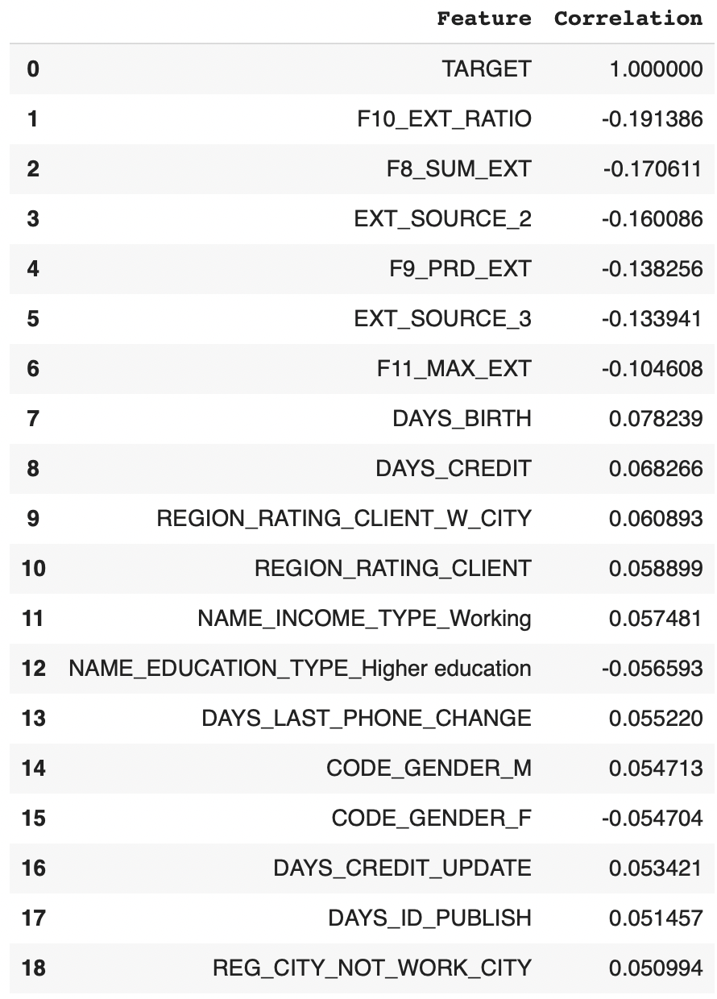 Feature Correlation
0 TARGET 1.000000
1 F10_EXT_RATIO -0.191386
2 F8_SUM_EXT -0.170611
3 EXT_SOURCE_2 -0.160086
4 F9_PRD_EXT -0.138256
5 EXT_SOURCE_3 -0.133941
6 F11_MAX_EXT -0.104608
7 DAYS_BIRTH 0.078239
8 DAYS_CREDIT 0.068266
9 REGION_RATING_CLIENT_W_CITY 0.060893
10 REGION_RATING_CLIENT 0.058899
11 NAME_INCOME_TYPE_Working 0.057481
12 NAME_EDUCATION_TYPE_Higher education -0.056593
13 DAYS_LAST_PHONE_CHANGE 0.055220
14 CODE_GENDER_M 0.054713
15 CODE_GENDER_F -0.054704
16 DAYS_CREDIT_UPDATE 0.053421
17 DAYS_ID_PUBLISH 0.051457
18 REG_CITY_NOT_WORK_CITY 0.050994